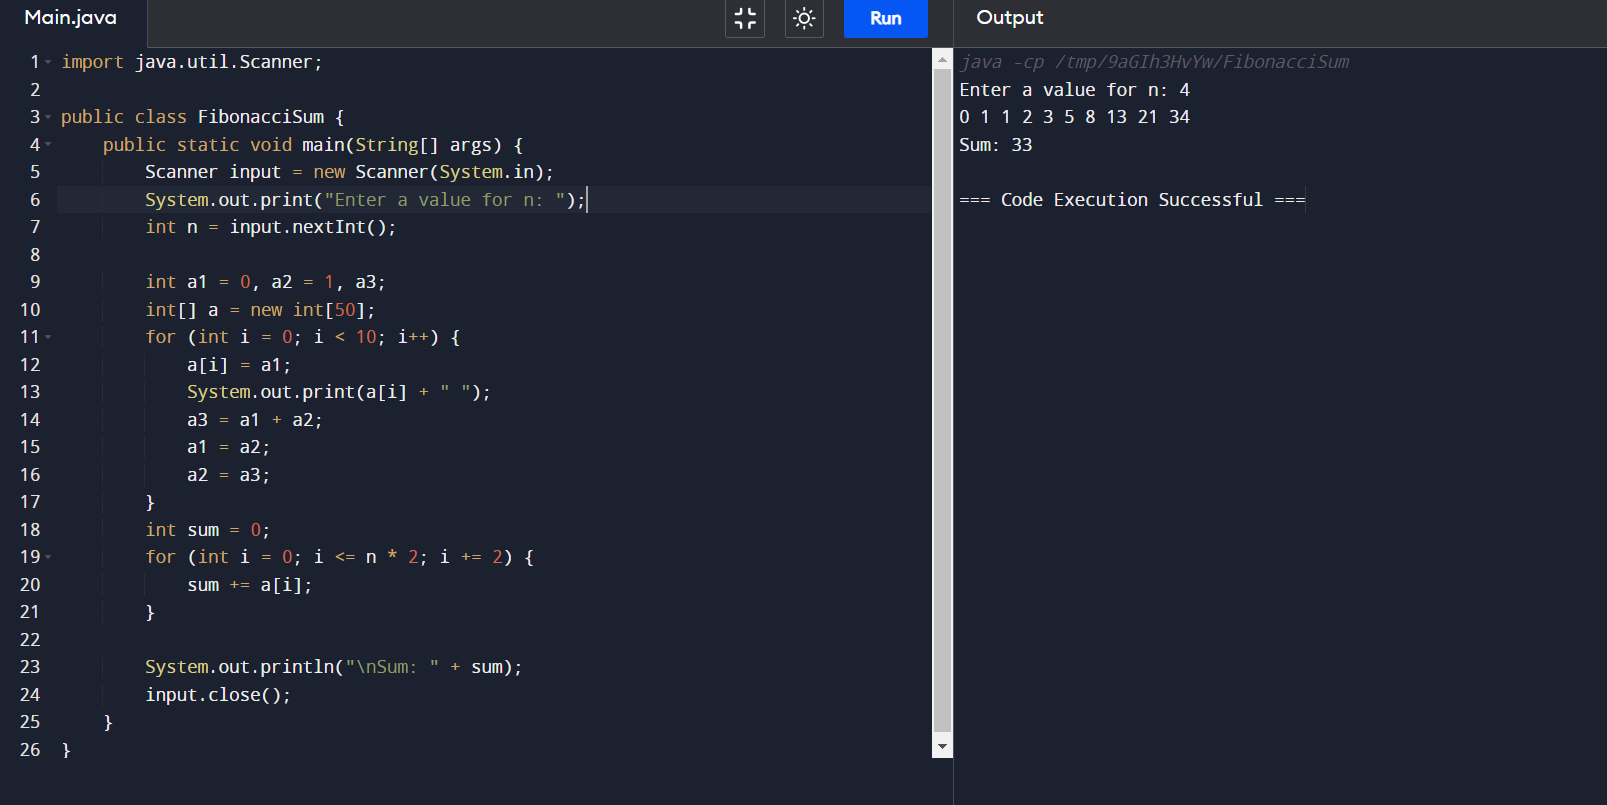 Main.java
Run
Output
1 import java.util.Scanner;
2
3 public class FibonacciSum {
4     public static void main(String[] args) {
5         Scanner input = new Scanner(System.in);
6         System.out.print("Enter a value for n: ");
7         int n = input.nextInt();
8
9         int a1 = 0, a2 = 1, a3;
10         int[] a = new int[50];
11         for (int i = 0; i < 10; i++) {
12             a[i] = a1;
13             System.out.print(a[i] + " ");
14             a3 = a1 + a2;
15             a1 = a2;
16             a2 = a3;
17         }
18         int sum = 0;
19         for (int i = 0; i <= n * 2; i += 2) {
20             sum += a[i];
21         }
22
23         System.out.println("\nSum: " + sum);
24         input.close();
25     }
26 }
java -cp /tmp/9aGIh3HvYw/FibonacciSum
Enter a value for n: 4
0 1 1 2 3 5 8 13 21 34
Sum: 33
=== Code Execution Successful ===